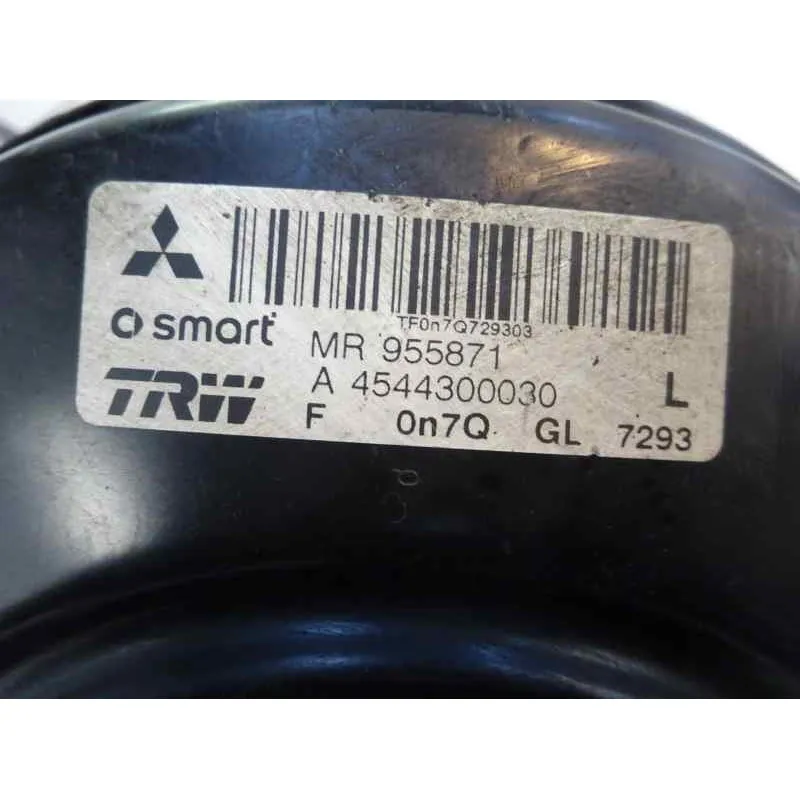 TF0n7Q729303
smart
MR 955871
TRW
A 4544300030 L
F 0n7Q GL 7293